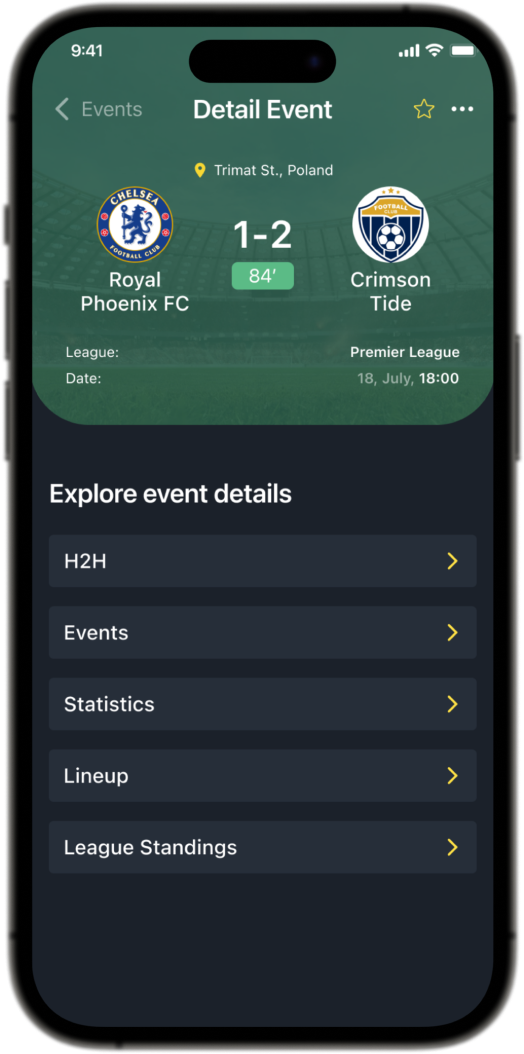 9:41
Events
Detail Event
Trimat St., Poland
CHELSEA
FOOTBALL CLUB
FOOTBALL
CLUB
1-2
84’
Royal
Phoenix FC
Crimson
Tide
League:
Premier League
Date:
18, July, 18:00
Explore event details
H2H
Events
Statistics
Lineup
League Standings